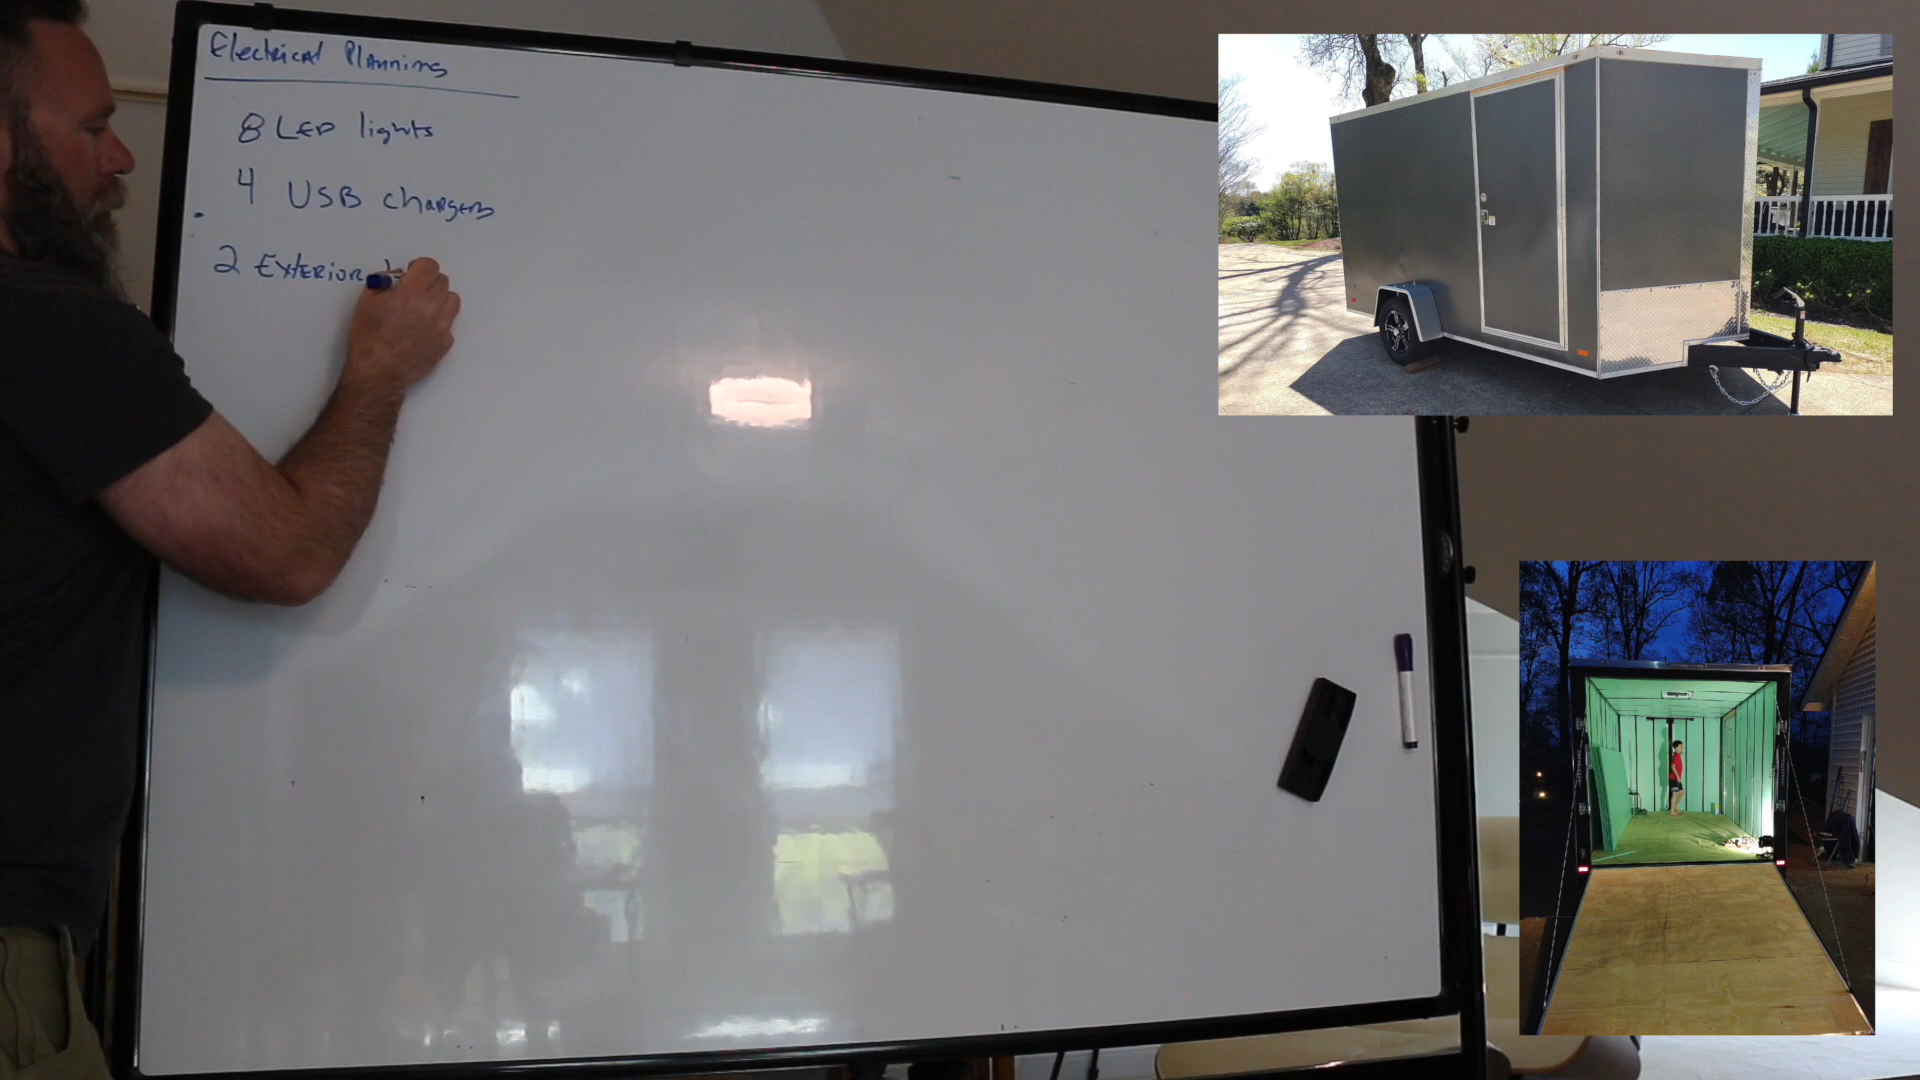 Electrical Planning
8 LED lights
4 USB chargers
2 Exterior